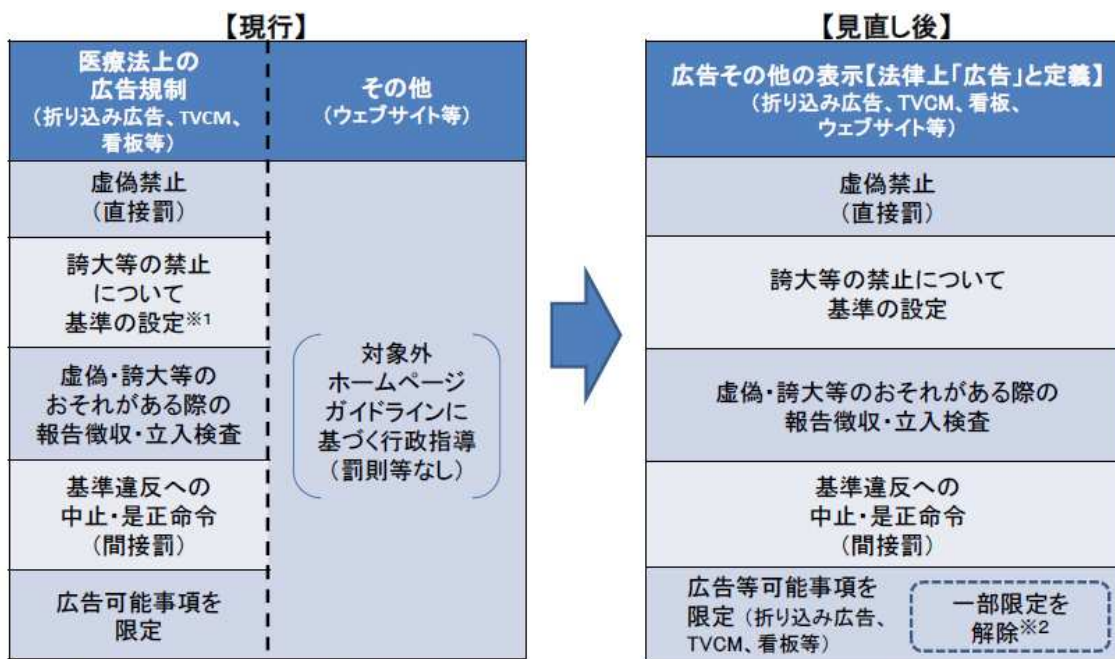 【現行】
医療法上の
広告規制
(折り込み広告、TVCM、
看板等)
その他
(ウェブサイト等)
虚偽禁止
(直接罰)
誇大等の禁止
について
基準の設定※1
虚偽・誇大等の
おそれがある際の
報告徴収・立入検査
基準違反への
中止・是正命令
(間接罰)
広告可能事項を
限定
対象外
ホームページ
ガイドラインに
基づく行政指導
(罰則等なし)
【見直し後】
広告その他の表示【法律上「広告」と定義】
(折り込み広告、TVCM、看板、
ウェブサイト等)
虚偽禁止
(直接罰)
誇大等の禁止について
基準の設定
虚偽・誇大等のおそれがある際の
報告徴収・立入検査
基準違反への
中止・是正命令
(間接罰)
広告等可能事項を
限定(折り込み広告、
TVCM、看板等)
一部限定を
解除※2